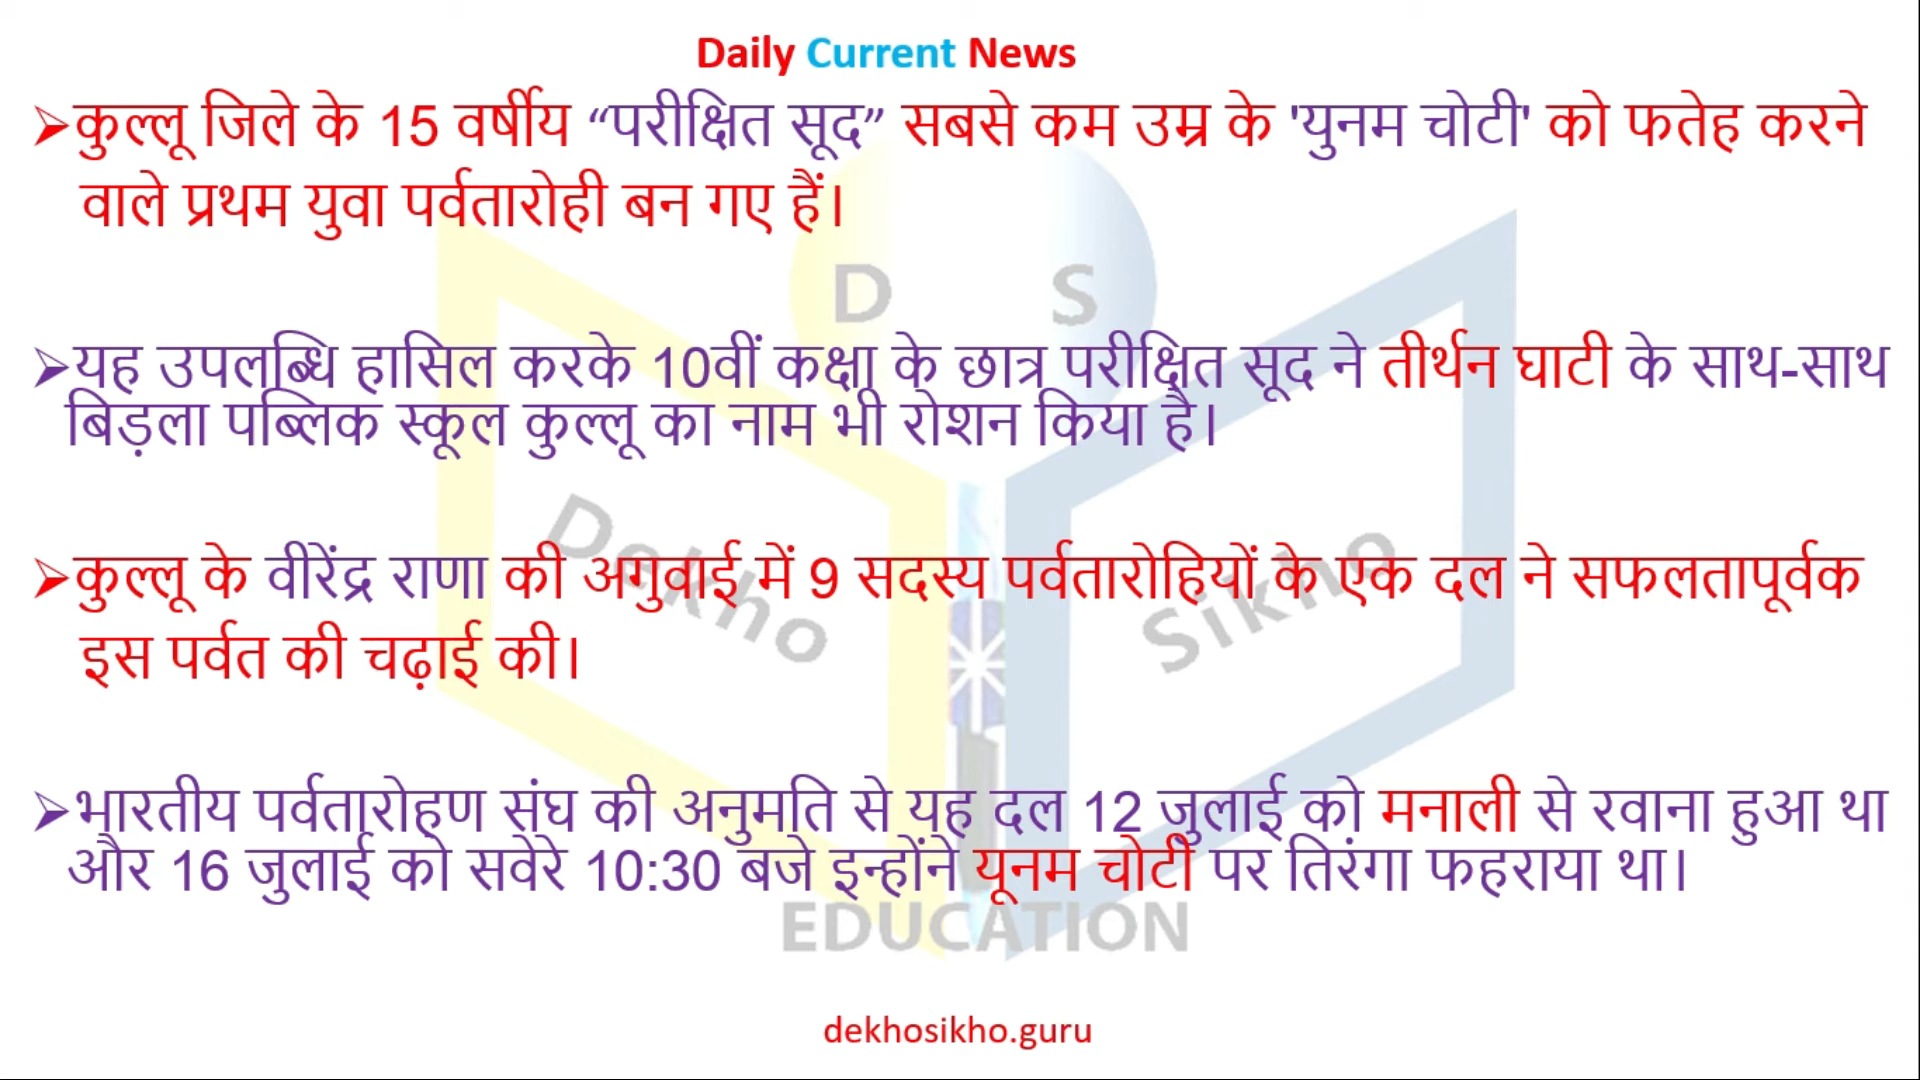 Daily Current News
➢कुल्लू जिले के 15 वर्षीय “परीक्षित सूद” सबसे कम उम्र के 'युनम चोटी' को फतेह करने
वाले प्रथम युवा पर्वतारोही बन गए हैं।
D S
➢यह उपलब्धि हासिल करके 10वीं कक्षा के छात्र परीक्षित सूद ने तीर्थन घाटी के साथ-साथ
बिड़ला पब्लिक स्कूल कुल्लू का नाम भी रोशन किया है।
➢कुल्लू के वीरेंद्र राणा की अगुवाई में 9 सदस्य पर्वतारोहियों के एक दल ने सफलतापूर्वक
इस पर्वत की चढ़ाई की।
Dekho Sikho
➢भारतीय पर्वतारोहण संघ की अनुमति से यह दल 12 जुलाई को मनाली से रवाना हुआ था
और 16 जुलाई को सवेरे 10:30 बजे इन्होंने यूनम चोटी पर तिरंगा फहराया था।
EDUCATION
dekhosikho.guru